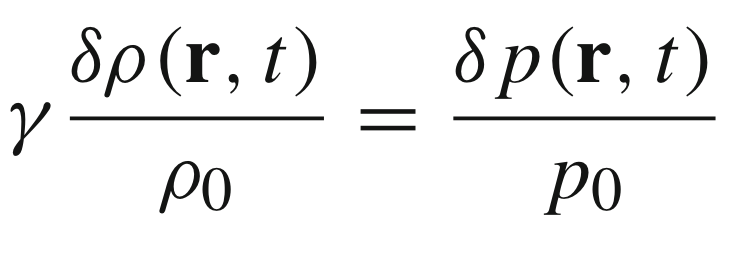 γ δρ(r, t)/ρ₀ = δp(r, t)/p₀